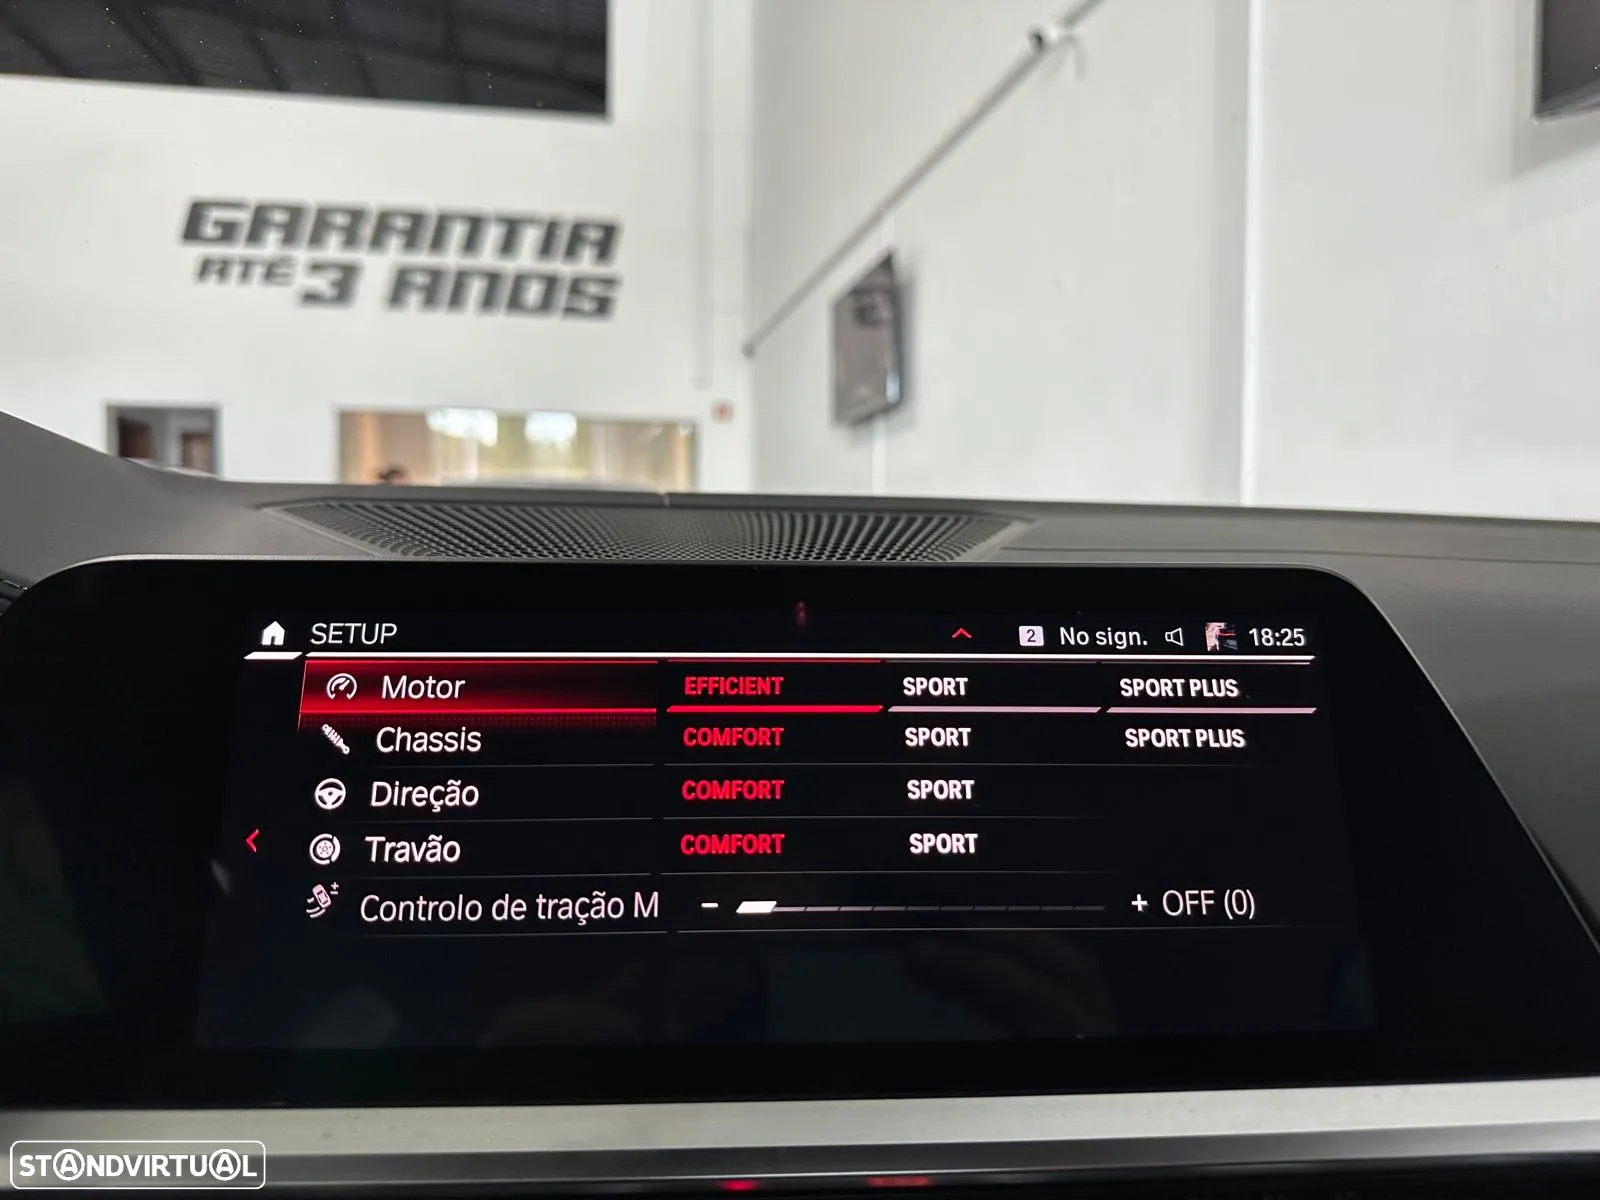 GARANTIA
ATÉ 3 ANOS
SETUP 2 No sign. 18:25
Motor EFFICIENT SPORT SPORT PLUS
Chassis COMFORT SPORT SPORT PLUS
Direção COMFORT SPORT
Travão COMFORT SPORT
Controlo de tração M − + OFF (0)
STANDVIRTUAL